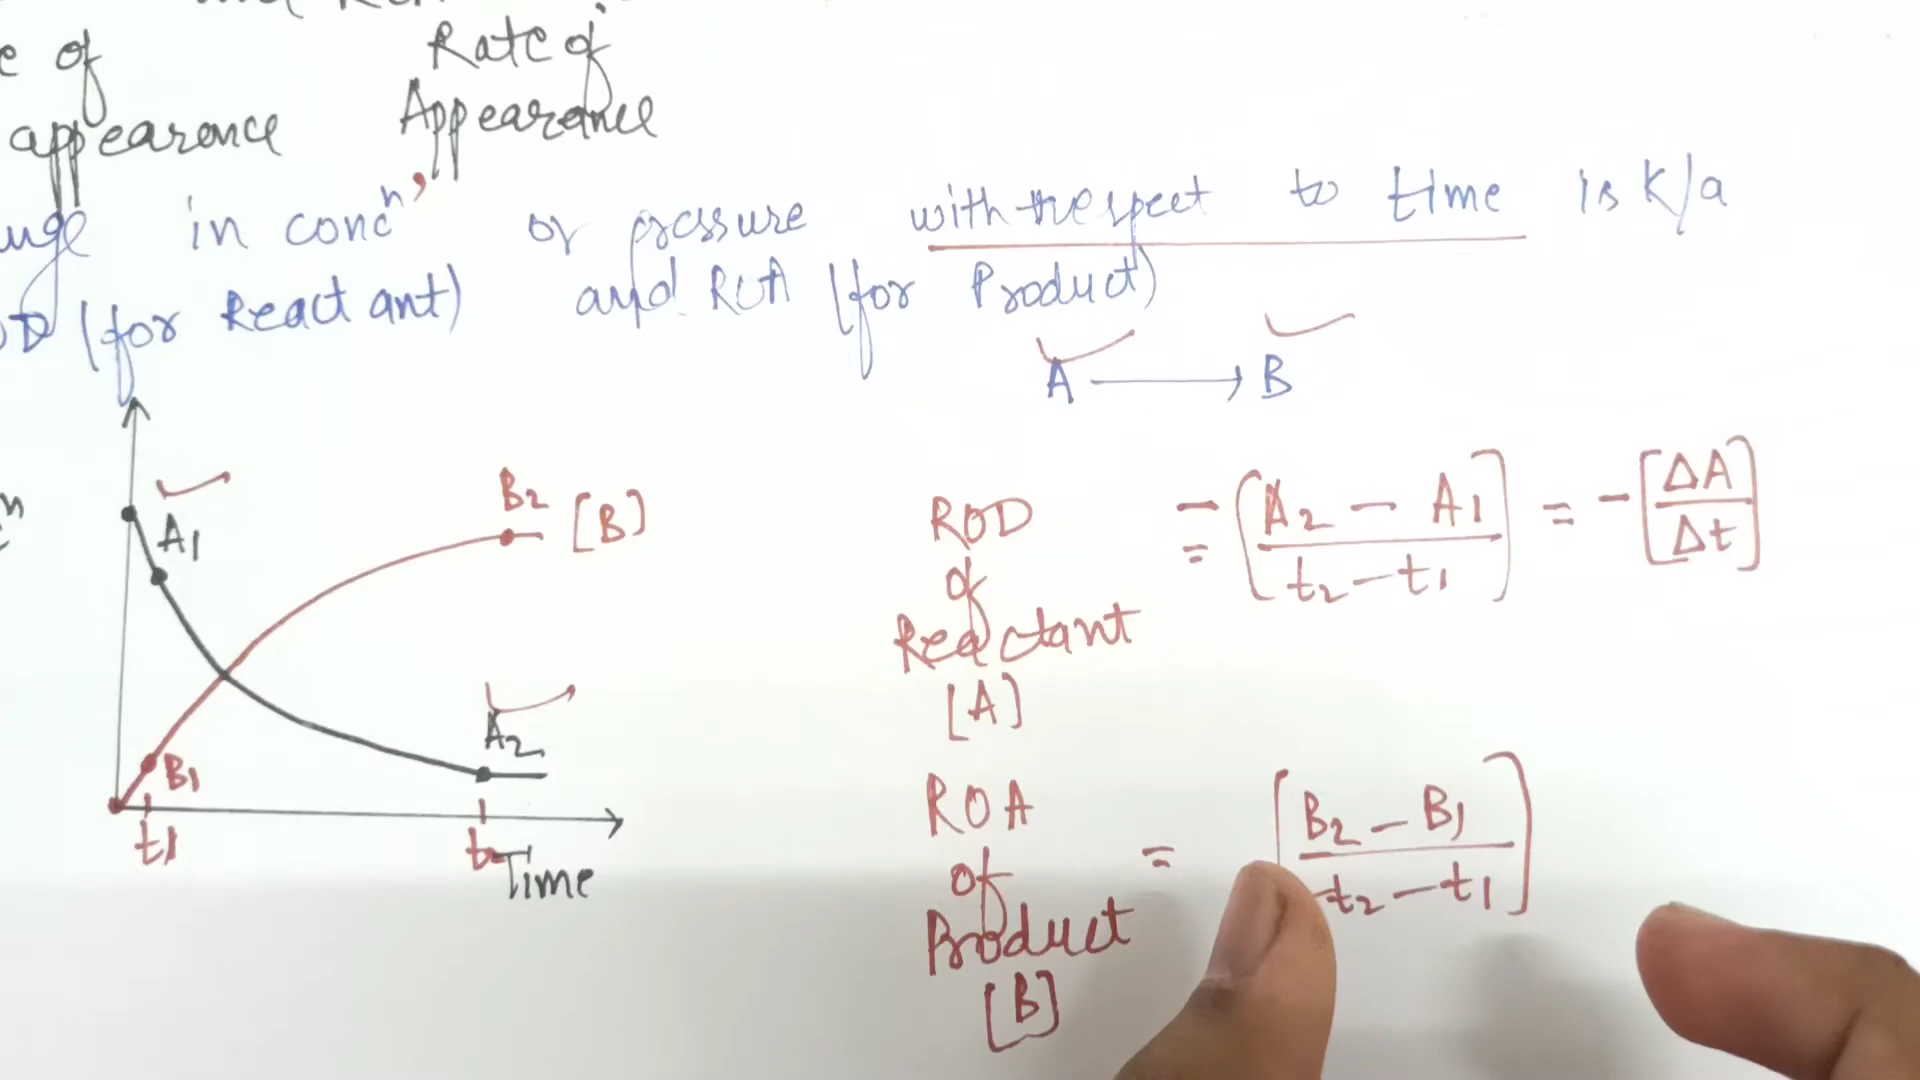 Rate of
e of
appearence Appearance
in concⁿ, or pressure with respect to time is k/a
(for Reactant) and ROA (for Product)
A → B
A1
B2 [B]
ROD of Reactant [A] = -[A2 - A1 / t2 - t1] = -[ΔA / Δt]
A2
B1
t1 t2 Time
ROA of Product [B] = [B2 - B1 / t2 - t1]